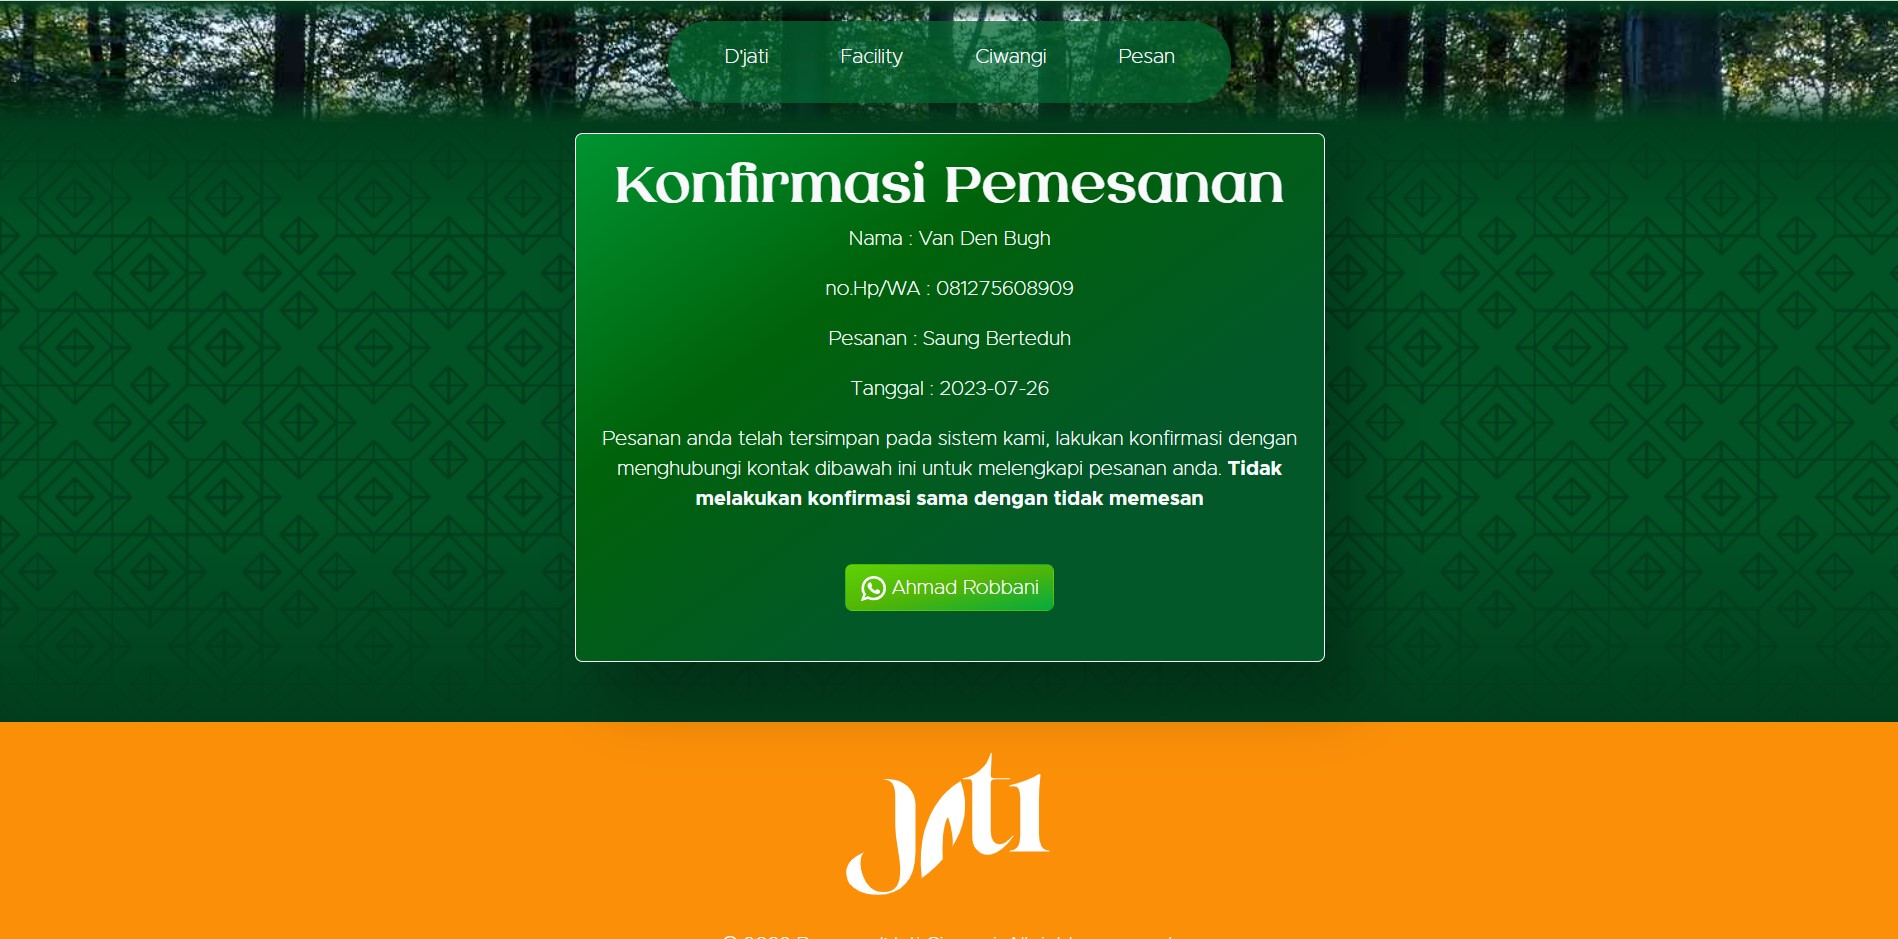 D'jati Facility Ciwangi Pesan
Konfirmasi Pemesanan
Nama : Van Den Bugh
no.Hp/WA : 081275608909
Pesanan : Saung Berteduh
Tanggal : 2023-07-26
Pesanan anda telah tersimpan pada sistem kami, lakukan konfirmasi dengan
menghubungi kontak dibawah ini untuk melengkapi pesanan anda. Tidak
melakukan konfirmasi sama dengan tidak memesan
Ahmad Robbani
jati